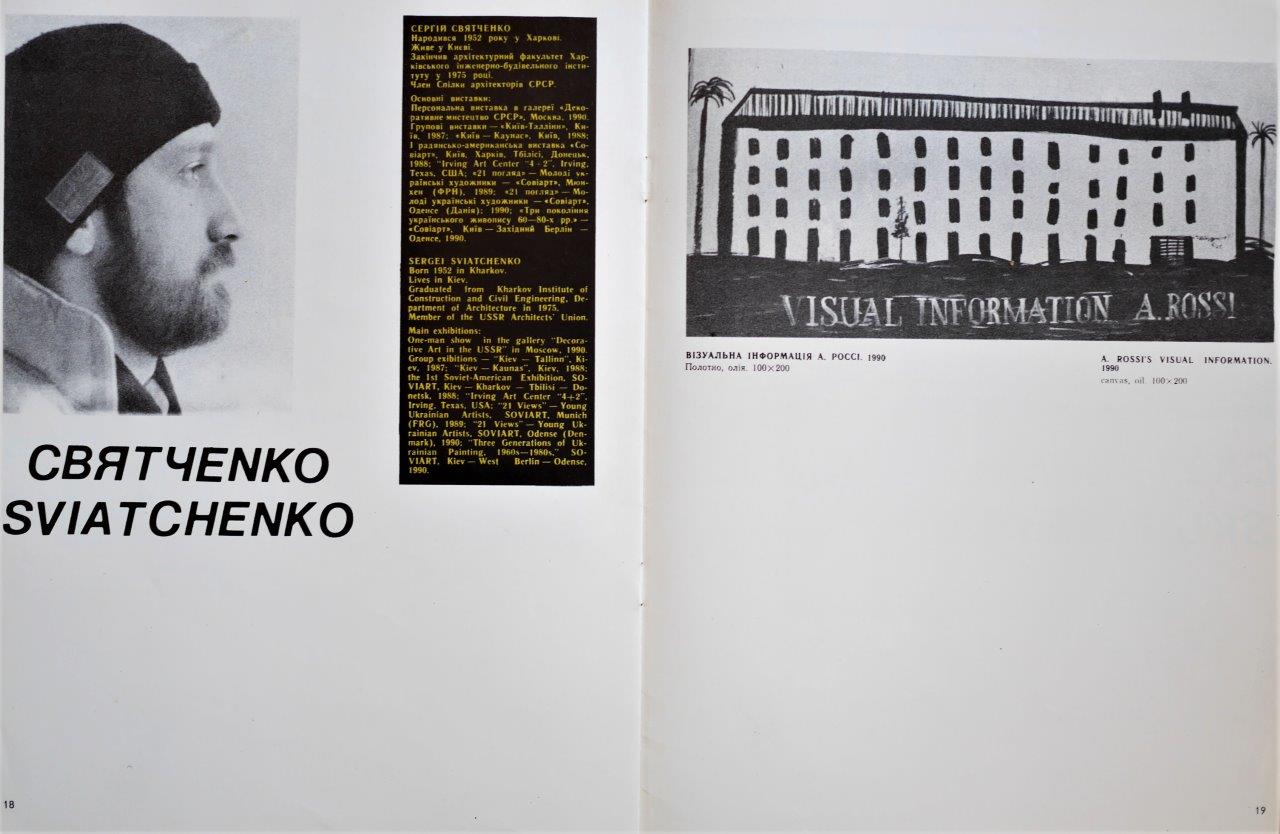 СЕРГІЙ СВЯТЧЕНКО
Народився 1952 року у Харкові.
Живе у Києві.
Закінчив архітектурний факультет Хар-
ківського інженерно-будівельного інсти-
туту у 1975 році.
Член Спілки архітекторів СРСР.
Основні виставки:
Персональна виставка в галереї «Деко-
ративне мистецтво СРСР», Москва, 1990.
Групові виставки — «Київ-Таллінн», Ки-
їв, 1987; «Київ — Каунас», Київ, 1988;
І радянсько-американська виставка «Со-
віарт», Київ, Харків, Тбілісі, Донецьк,
1988; "Irving Art Center "4+2", Irving,
Texas, США; «21 погляд» — Молоді ук-
раїнські художники — «Совіарт», Мюн-
хен (ФРН), 1989; «21 погляд» — Мо-
лоді українські художники — «Совіарт»,
Оденсе (Данія); 1990; «Три покоління
українського живопису 60—80-х рр.» —
«Совіарт», Київ — Західний Берлін —
Оденсе, 1990.
SERGEI SVIATCHENKO
Born 1952 in Kharkov.
Lives in Kiev.
Graduated from Kharkov Institute of
Construction and Civil Engineering, De-
partment of Architecture in 1975.
Member of the USSR Architects' Union.
Main exhibitions:
One-man show in the gallery "Decora-
tive Art in the USSR" in Moscow, 1990.
Group exibitions — "Kiev — Tallinn", Ki-
ev, 1987; "Kiev — Kaunas", Kiev, 1988;
the 1st Soviet-American Exhibition, SO-
VIART, Kiev — Kharkov — Tbilisi — Do-
netsk, 1988; "Irving Art Center "4+2",
Irving, Texas, USA; "21 Views" — Young
Ukrainian Artists, SOVIART, Munich
(FRG), 1989; "21 Views" — Young Uk-
rainian Artists, SOVIART, Odense (Den-
mark), 1990; "Three Generations of Uk-
rainian Painting, 1960s—1980s," SO-
VIART, Kiev — West Berlin — Odense,
1990.
СВЯТЧЕНКО
SVIATCHENKO
18
VISUAL INFORMATION A. ROSSI
ВІЗУАЛЬНА ІНФОРМАЦІЯ А. РОССІ. 1990
Полотно, олія. 100×200
A. ROSSI'S VISUAL INFORMATION.
1990
canvas, oil. 100×200
19